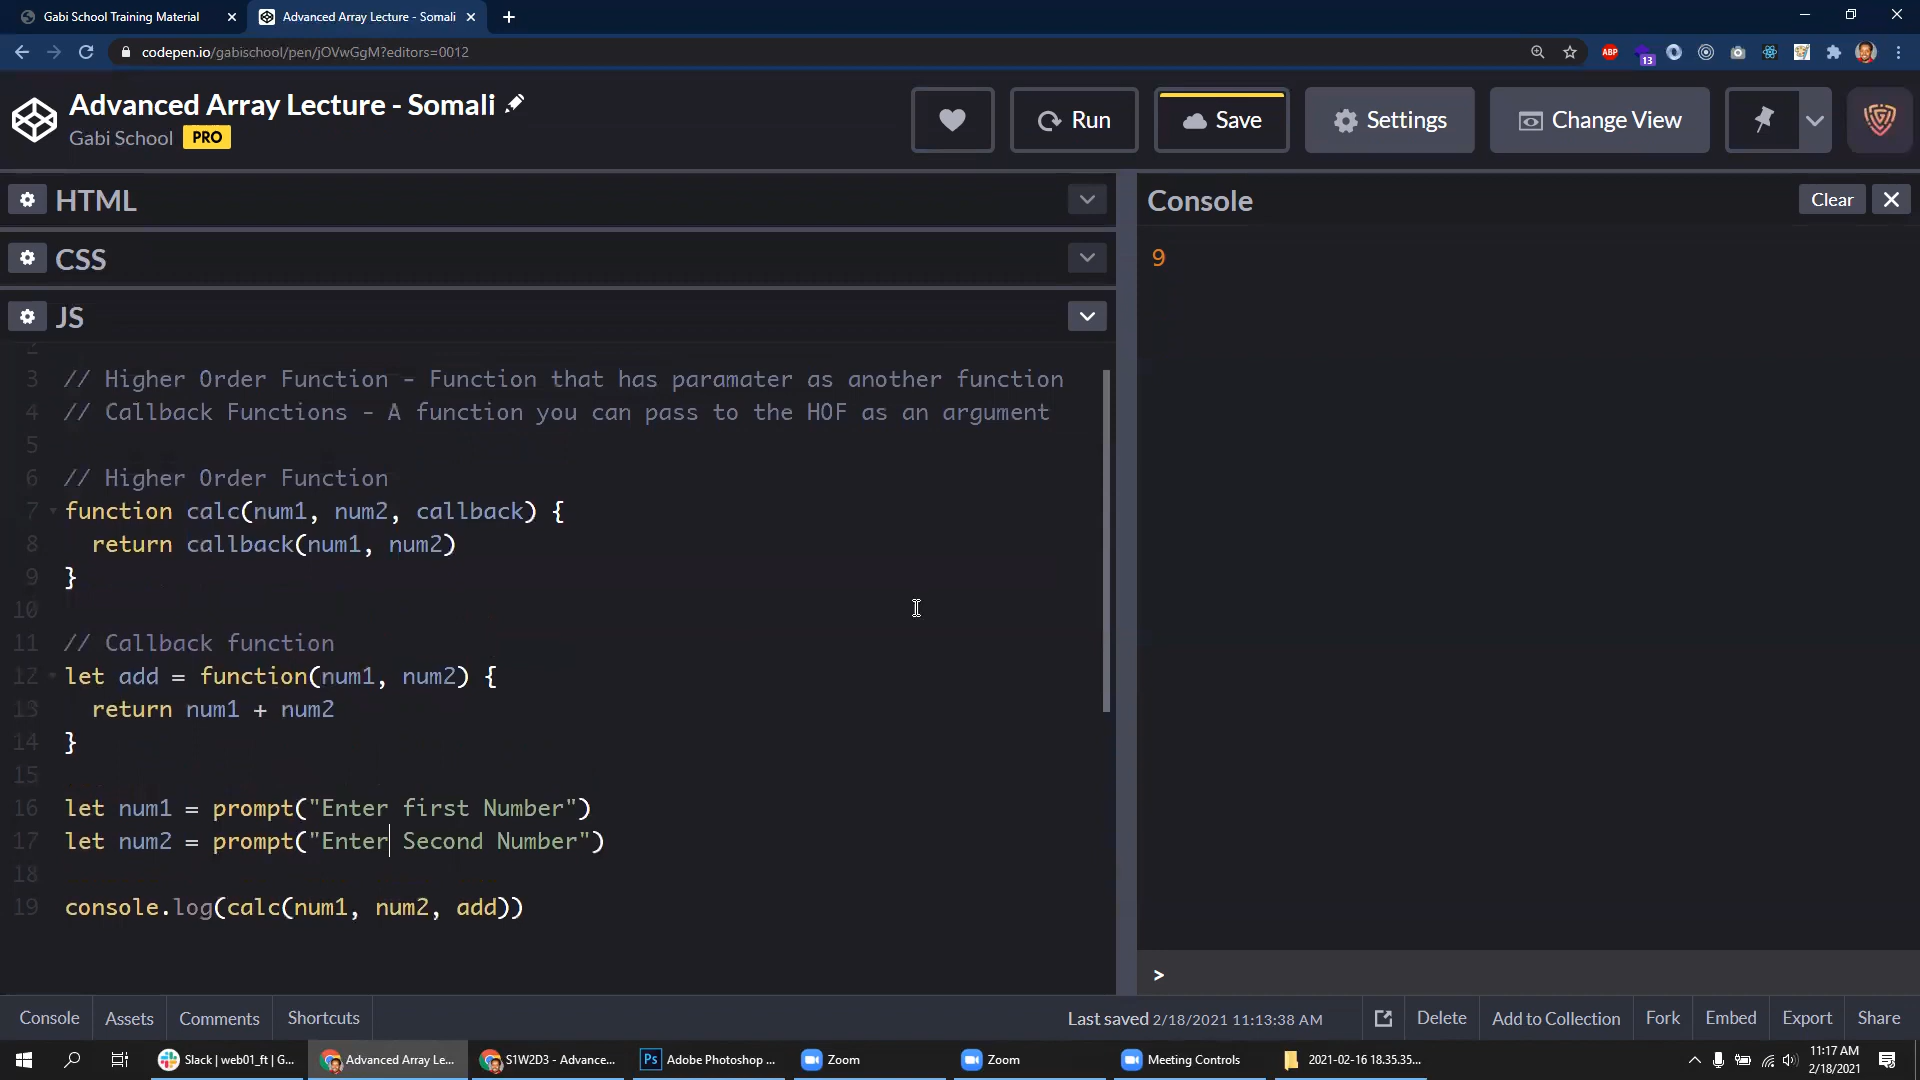 Gabi School Training Material
Advanced Array Lecture - Somali
codepen.io/gabischool/pen/jOVwGgM?editors=0012
ABP
13
Advanced Array Lecture - Somali
Gabi School PRO
Run
Save
Settings
Change View
HTML
CSS
JS
2
3 // Higher Order Function - Function that has paramater as another function
4 // Callback Functions - A function you can pass to the HOF as an argument
5
6 // Higher Order Function
7 function calc(num1, num2, callback) {
8 return callback(num1, num2)
9 }
10
11 // Callback function
12 let add = function(num1, num2) {
13 return num1 + num2
14 }
15
16 let num1 = prompt("Enter first Number")
17 let num2 = prompt("Enter Second Number")
18
19 console.log(calc(num1, num2, add))
Console
Clear
9
>
Console Assets Comments Shortcuts
Last saved 2/18/2021 11:13:38 AM
Delete Add to Collection Fork Embed Export Share
Slack | web01_ft | G...
Advanced Array Le...
S1W2D3 - Advance...
Ps Adobe Photoshop ...
Zoom
Zoom
Meeting Controls
2021-02-16 18.35.35...
11:17 AM
2/18/2021